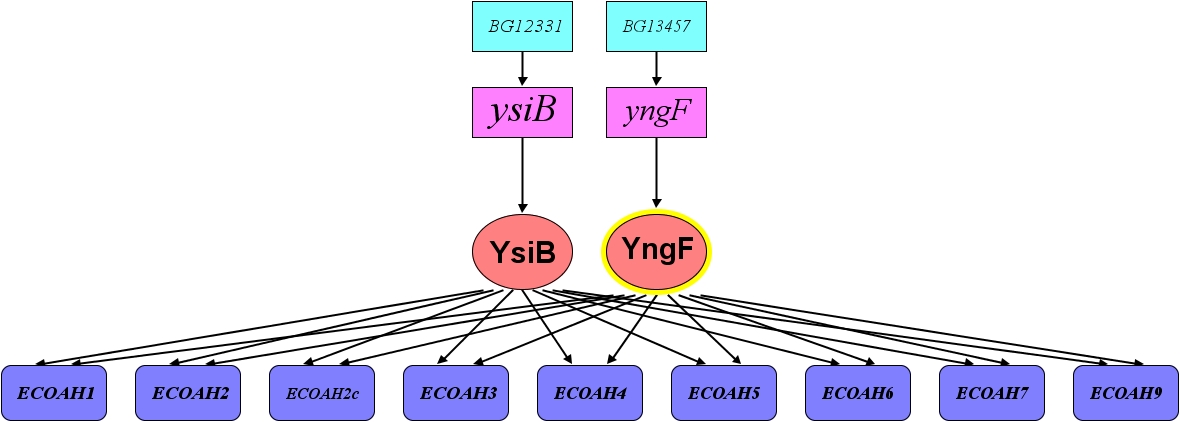 BG12331 BG13457
ysiB yngF
YsiB YngF
ECOAH1 ECOAH2 ECOAH2c ECOAH3 ECOAH4 ECOAH5 ECOAH6 ECOAH7 ECOAH9